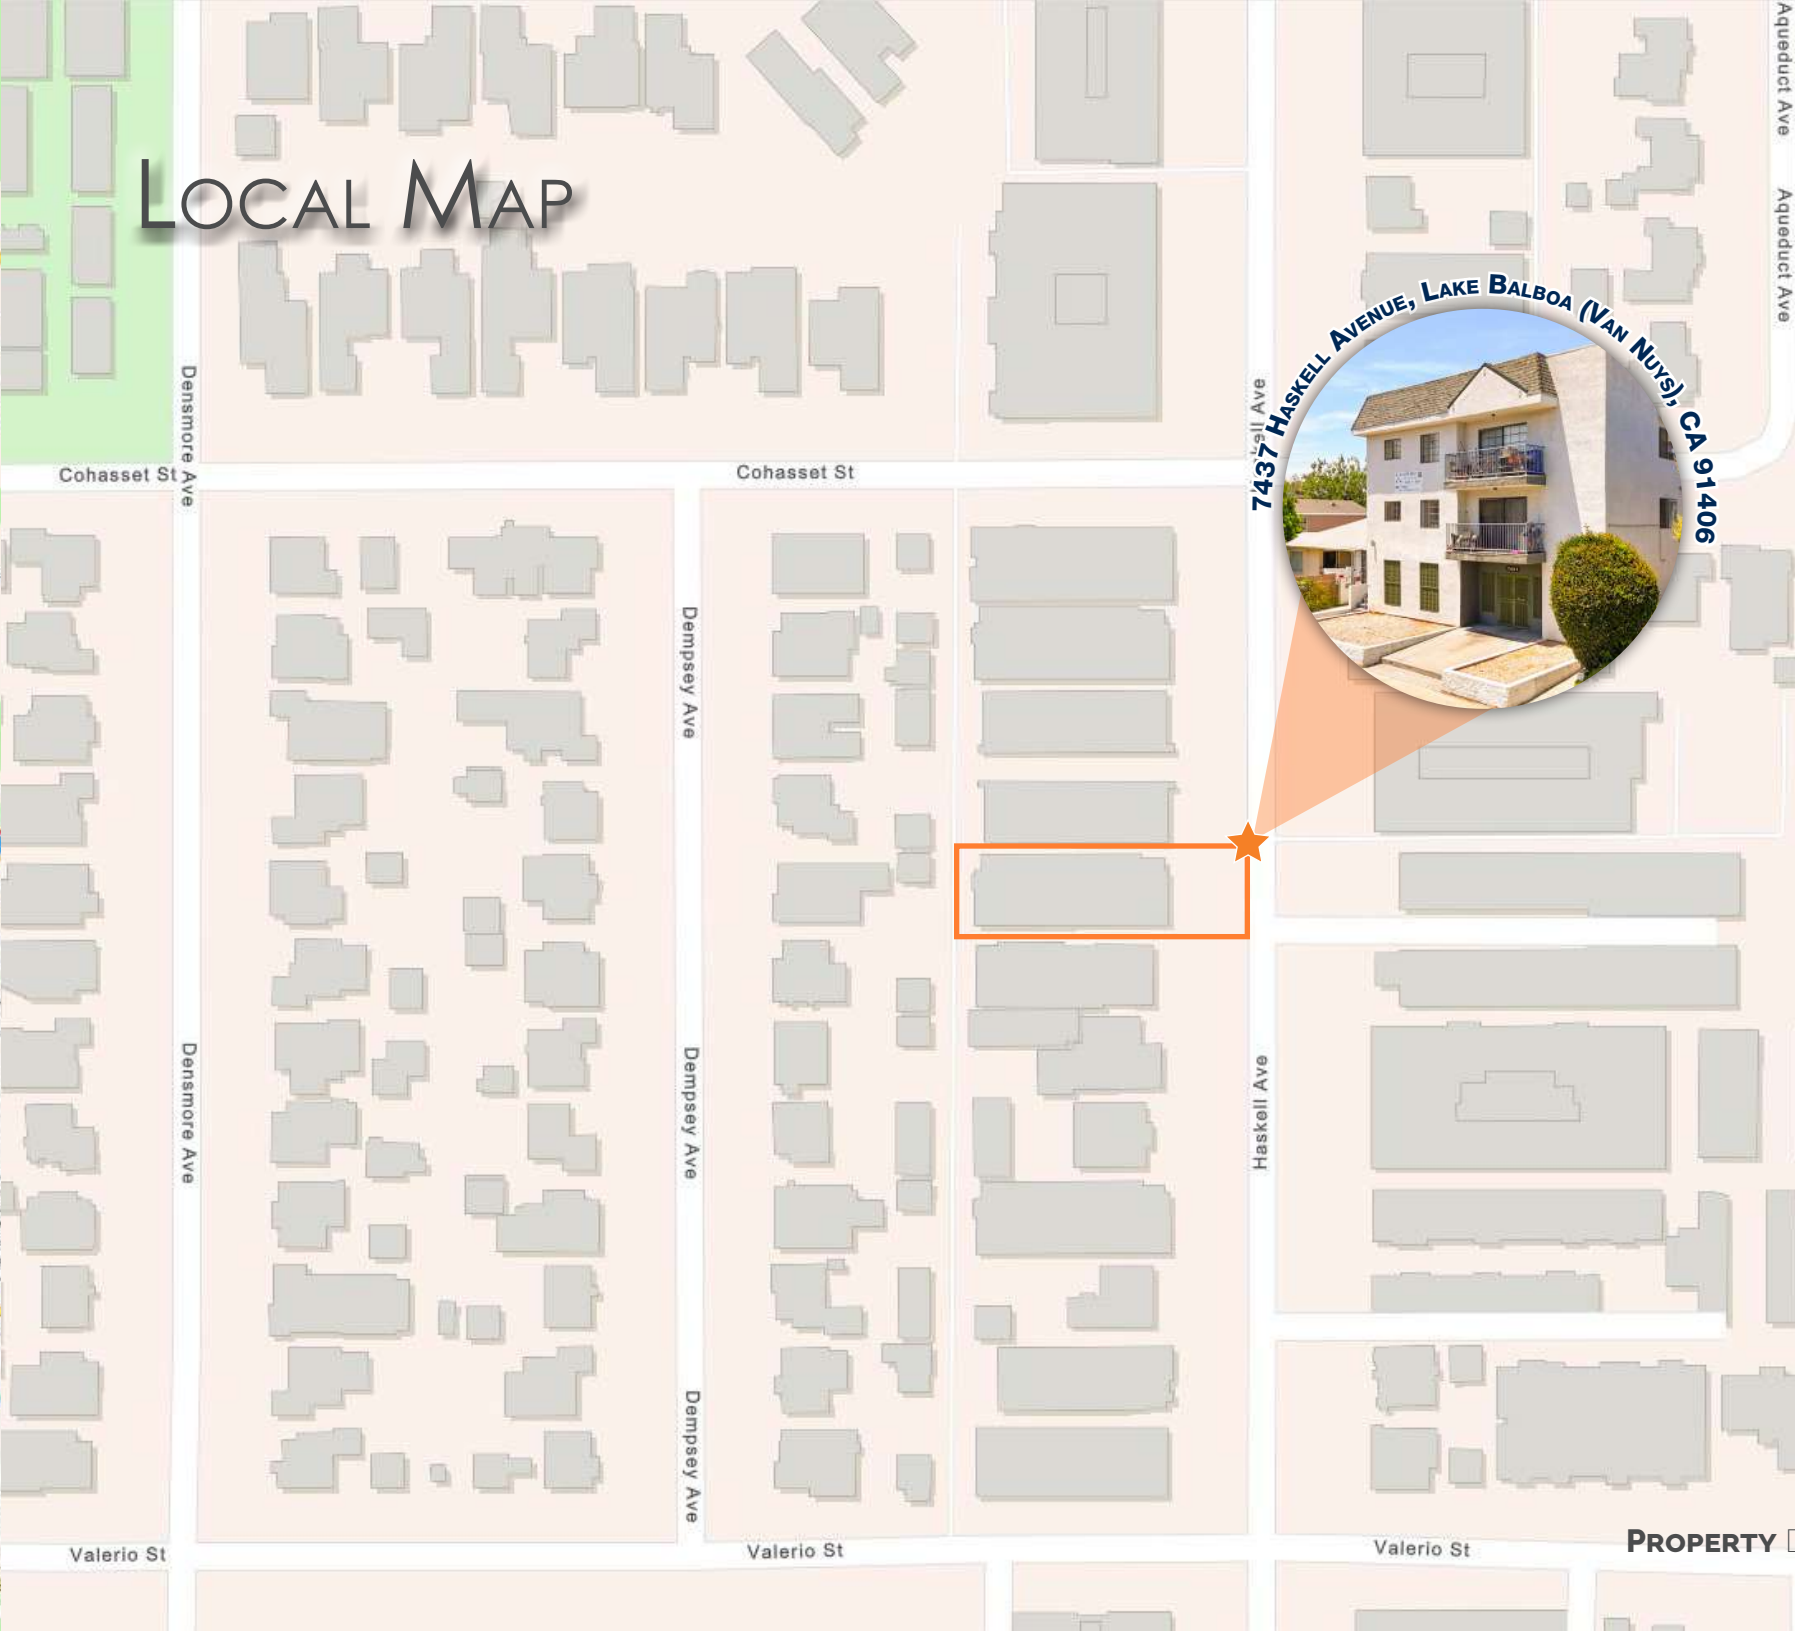 Local Map
Aqueduct Ave
Aqueduct Ave
7437 Haskell Avenue, Lake Balboa (Van Nuys), CA 91406
Densmore Ave
Cohasset St
Cohasset St
Dempsey Ave
Densmore Ave
Dempsey Ave
Haskell Ave
Dempsey Ave
Valerio St
Valerio St
Valerio St
Property